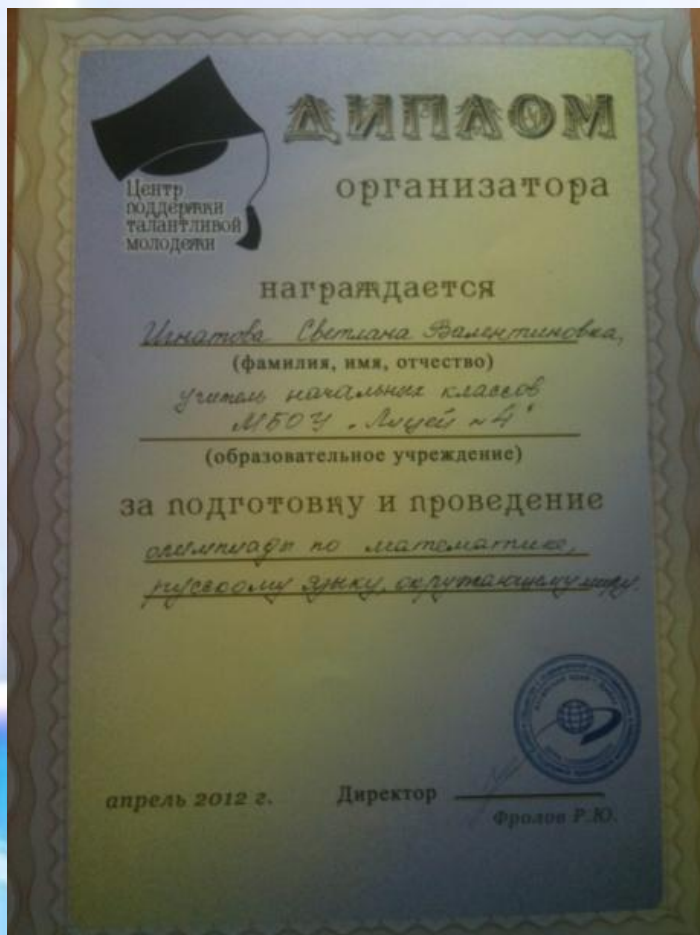 ДИПЛОМ
организатора
Центр
поддержки
талантливой
молодежи
награждается
Игнатова Светлана Валентиновна,
(фамилия, имя, отчество)
учитель начальных классов
МБОУ „Лицей №4"
(образовательное учреждение)
за подготовку и проведение
олимпиады по математике,
русскому языку, окружающему миру.
апрель 2012 г.
Директор
Фролов Р.Ю.